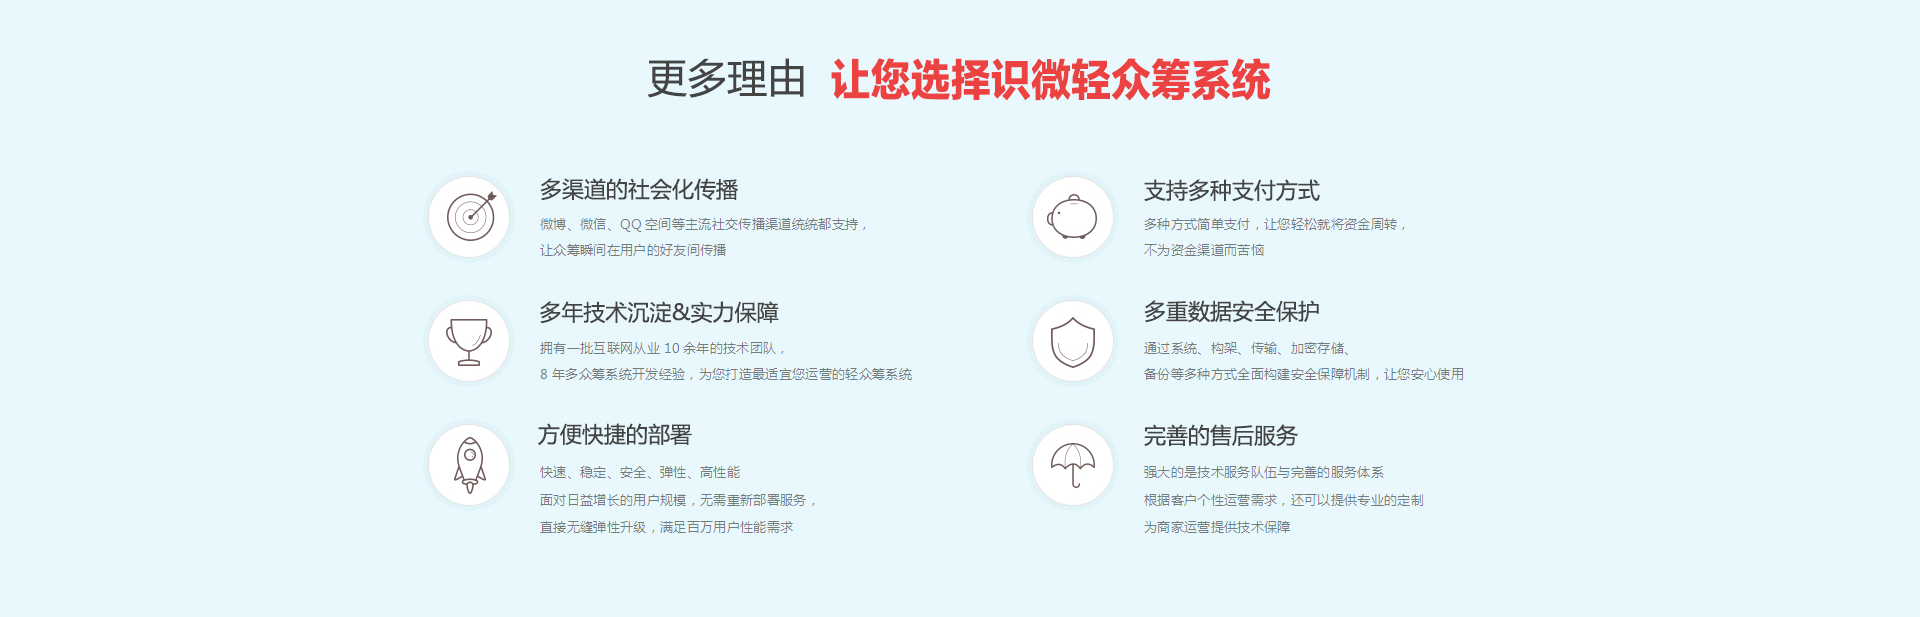 更多理由 让您选择识微轻众筹系统
多渠道的社会化传播
微博、微信、QQ 空间等主流社交传播渠道统统都支持，
让众筹瞬间在用户的好友间传播
支持多种支付方式
多种方式简单支付，让您轻松就将资金周转，
不为资金渠道而苦恼
多年技术沉淀&实力保障
拥有一批互联网从业 10 余年的技术团队，
8 年多众筹系统开发经验，为您打造最适宜您运营的轻众筹系统
多重数据安全保护
通过系统、构架、传输、加密存储、
备份等多种方式全面构建安全保障机制，让您安心使用
方便快捷的部署
快速、稳定、安全、弹性、高性能
面对日益增长的用户规模，无需重新部署服务，
直接无缝弹性升级，满足百万用户性能需求
完善的售后服务
强大的是技术服务队伍与完善的服务体系
根据客户个性运营需求，还可以提供专业的定制
为商家运营提供技术保障